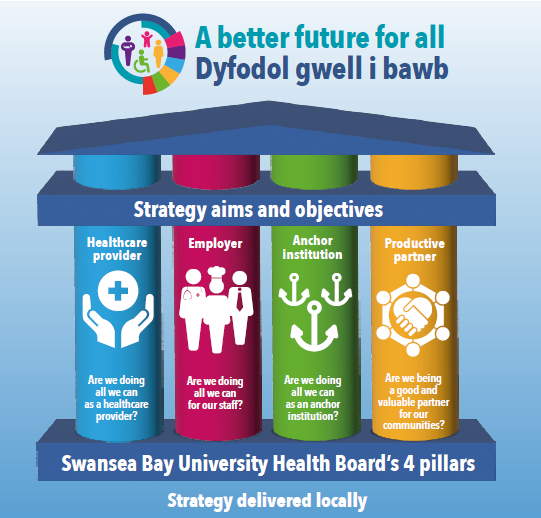 A better future for all
Dyfodol gwell i bawb
Strategy aims and objectives
Healthcare
provider
Are we doing
all we can
as a healthcare
provider?
Employer
Are we doing
all we can
for our staff?
Anchor
institution
Are we doing
all we can
as an anchor
institution?
Productive
partner
Are we being
a good and
valuable partner
for our
communities?
Swansea Bay University Health Board's 4 pillars
Strategy delivered locally